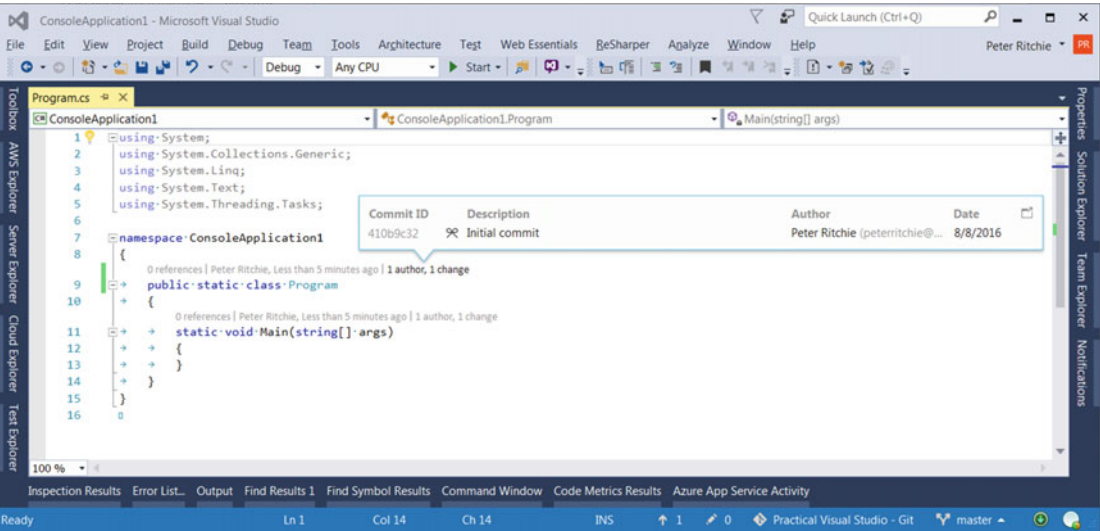 ConsoleApplication1 - Microsoft Visual Studio
Quick Launch (Ctrl+Q)
File Edit View Project Build Debug Team Tools Architecture Test Web Essentials ReSharper Analyze Window Help
Peter Ritchie PR
Debug Any CPU Start
Toolbox
AWS Explorer
Server Explorer
Cloud Explorer
Test Explorer
Program.cs
ConsoleApplication1 ConsoleApplication1.Program Main(string[] args)
1 using System;
2 using System.Collections.Generic;
3 using System.Linq;
4 using System.Text;
5 using System.Threading.Tasks;
6
7 namespace ConsoleApplication1
8 {
0 references | Peter Ritchie, Less than 5 minutes ago | 1 author, 1 change
9 public static class Program
10 {
0 references | Peter Ritchie, Less than 5 minutes ago | 1 author, 1 change
11 static void Main(string[] args)
12 {
13 }
14 }
15 }
16
Commit ID Description Author Date
410b9c32 Initial commit Peter Ritchie (peterritchie@... 8/8/2016
Properties
Solution Explorer
Team Explorer
Notifications
100 %
Inspection Results Error List... Output Find Results 1 Find Symbol Results Command Window Code Metrics Results Azure App Service Activity
Ready Ln 1 Col 14 Ch 14 INS 1 0 Practical Visual Studio - Git master